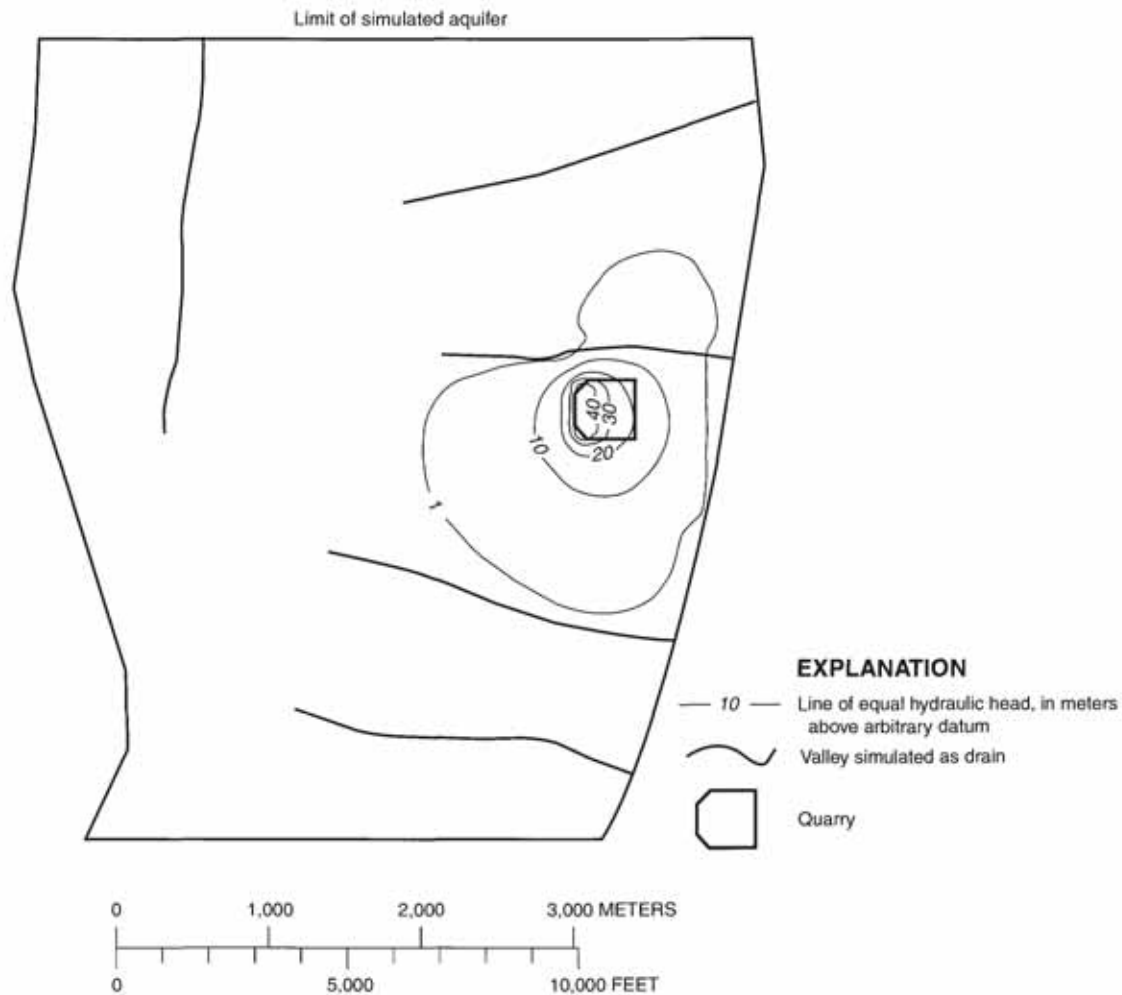 Limit of simulated aquifer
40
30
10
20
1
EXPLANATION
10 Line of equal hydraulic head, in meters
above arbitrary datum
Valley simulated as drain
Quarry
0 1,000 2,000 3,000 METERS
0 5,000 10,000 FEET